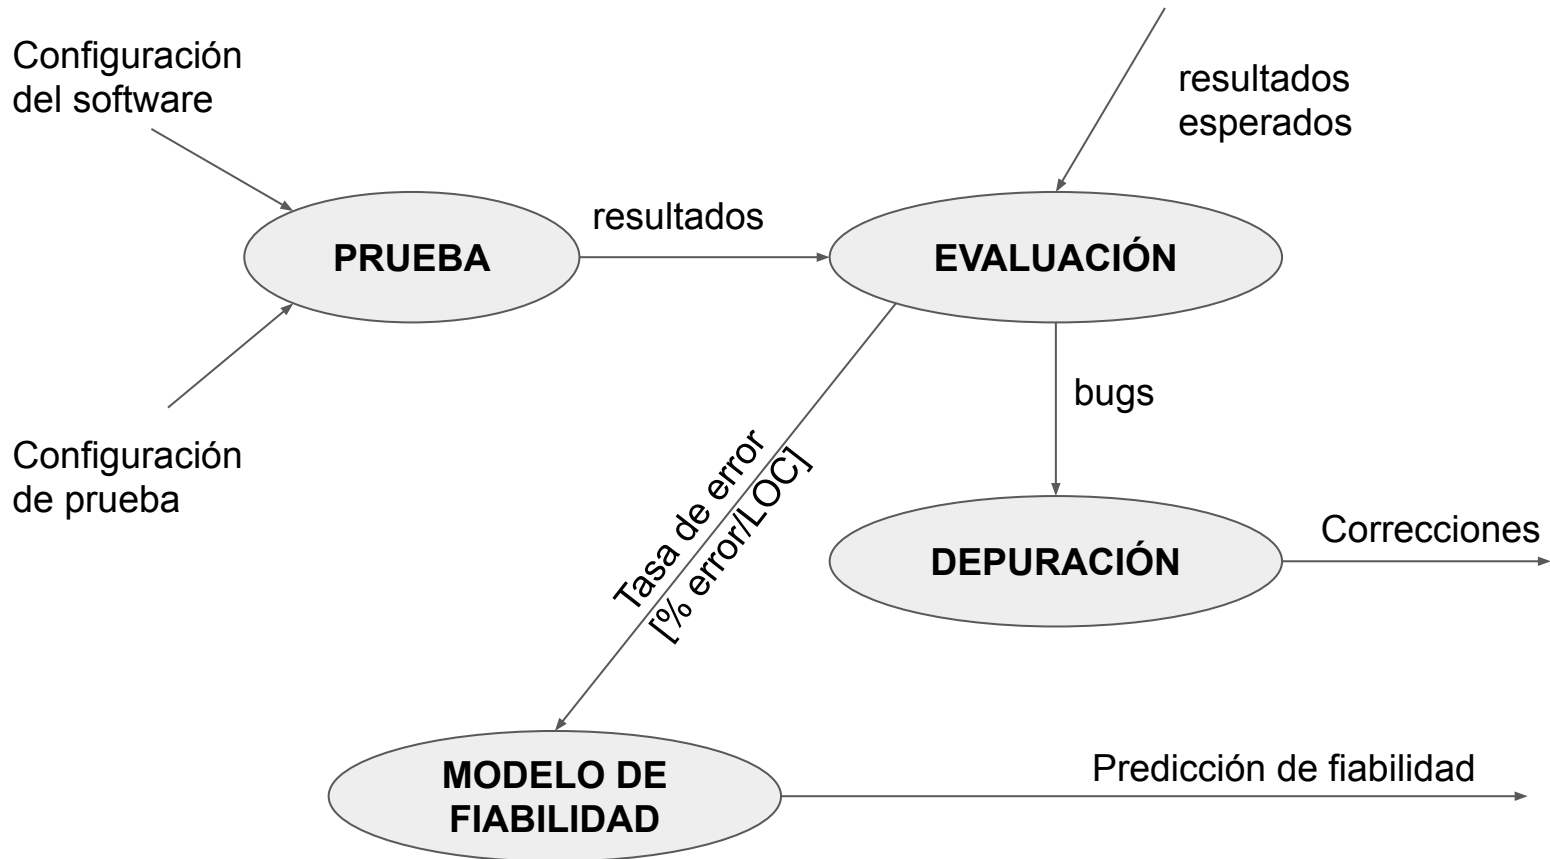 Configuración
del software
resultados
esperados
resultados
PRUEBA
EVALUACIÓN
bugs
Configuración
de prueba
Tasa de error
[% error/LOC]
Correcciones
DEPURACIÓN
Predicción de fiabilidad
MODELO DE
FIABILIDAD